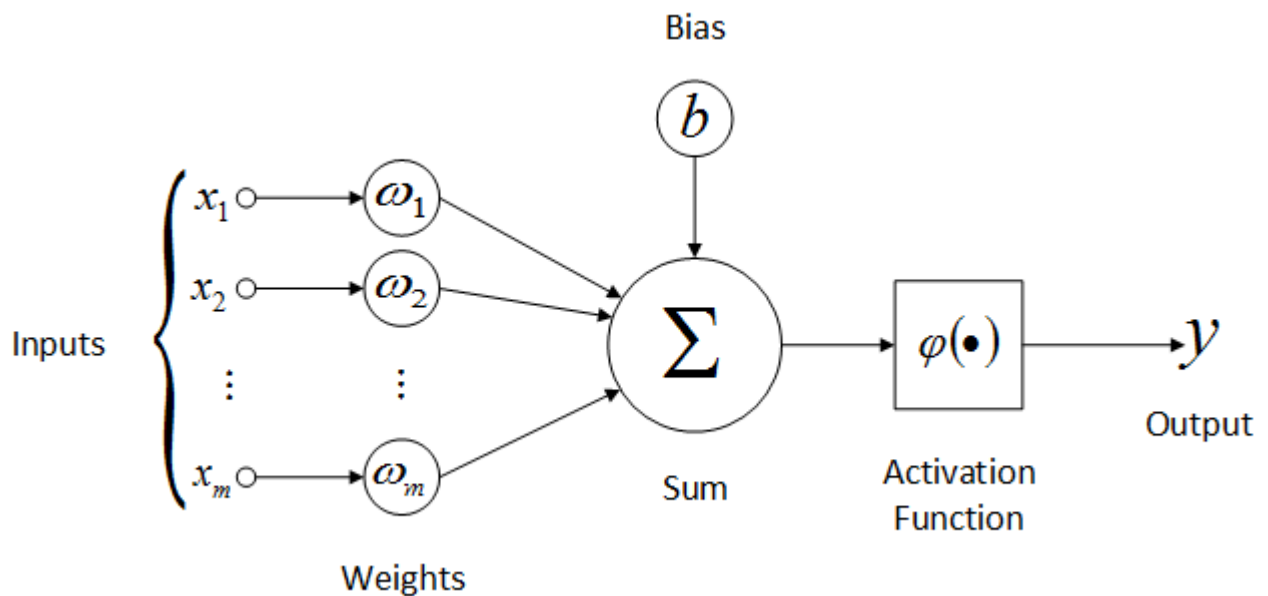 Bias
b
x₁ ω₁
x₂ ω₂
Inputs
⋮ ⋮
Σ
φ(•)
y
Output
xₘ ωₘ
Sum
Activation
Function
Weights